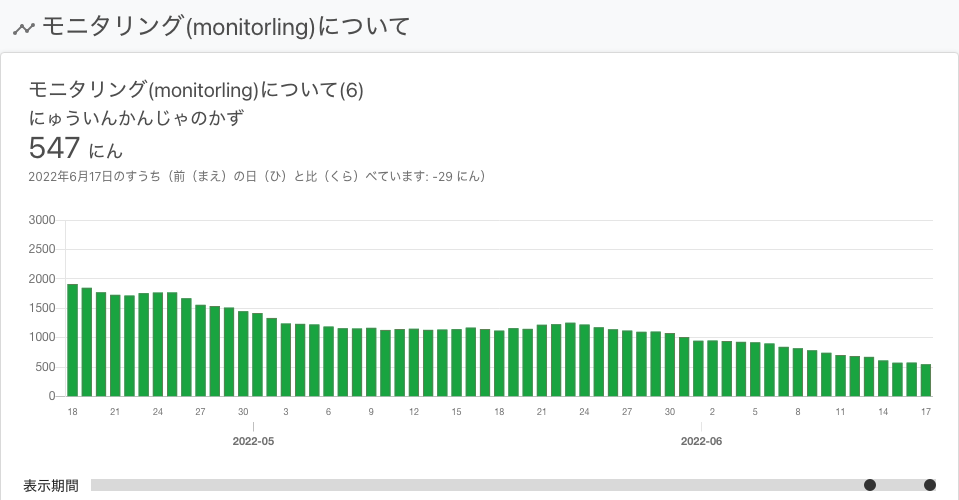 モニタリング(monitorling)について
モニタリング(monitorling)について(6)
にゅういんかんじゃのかず
547 にん
2022年6月17日のすうち（前（まえ）の日（ひ）と比（くら）べています: -29 にん）
3000
2500
2000
1500
1000
500
0
18 21 24 27 30 3 6 9 12 15 18 21 24 27 30 2 5 8 11 14 17
2022-05 2022-06
表示期間